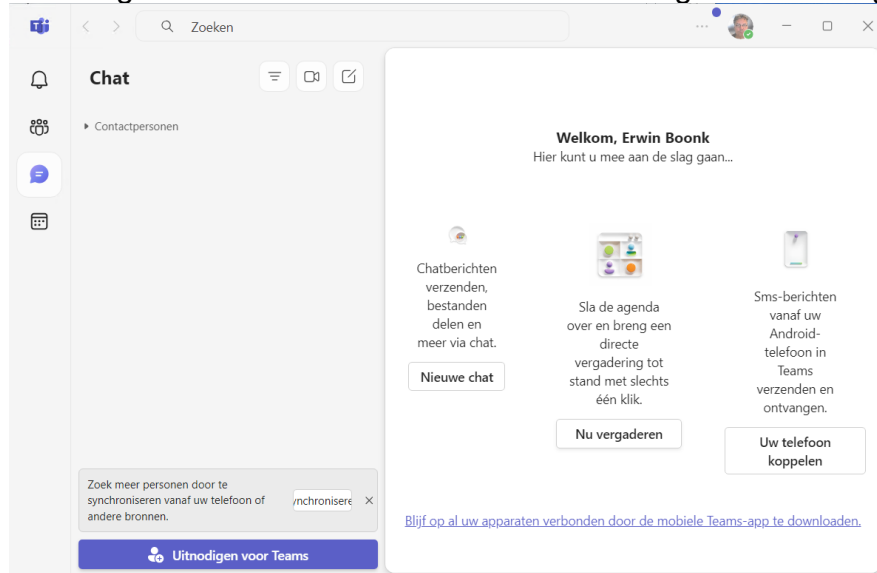 Zoeken
Chat
Contactpersonen
Welkom, Erwin Boonk
Hier kunt u mee aan de slag gaan...
Chatberichten
verzenden,
bestanden
delen en
meer via chat.
Nieuwe chat
Sla de agenda
over en breng een
directe
vergadering tot
stand met slechts
één klik.
Nu vergaderen
Sms-berichten
vanaf uw
Android-
telefoon in
Teams
verzenden en
ontvangen.
Uw telefoon
koppelen
Zoek meer personen door te
synchroniseren vanaf uw telefoon of
andere bronnen.
nchronisere
Uitnodigen voor Teams
Blijf op al uw apparaten verbonden door de mobiele Teams-app te downloaden.